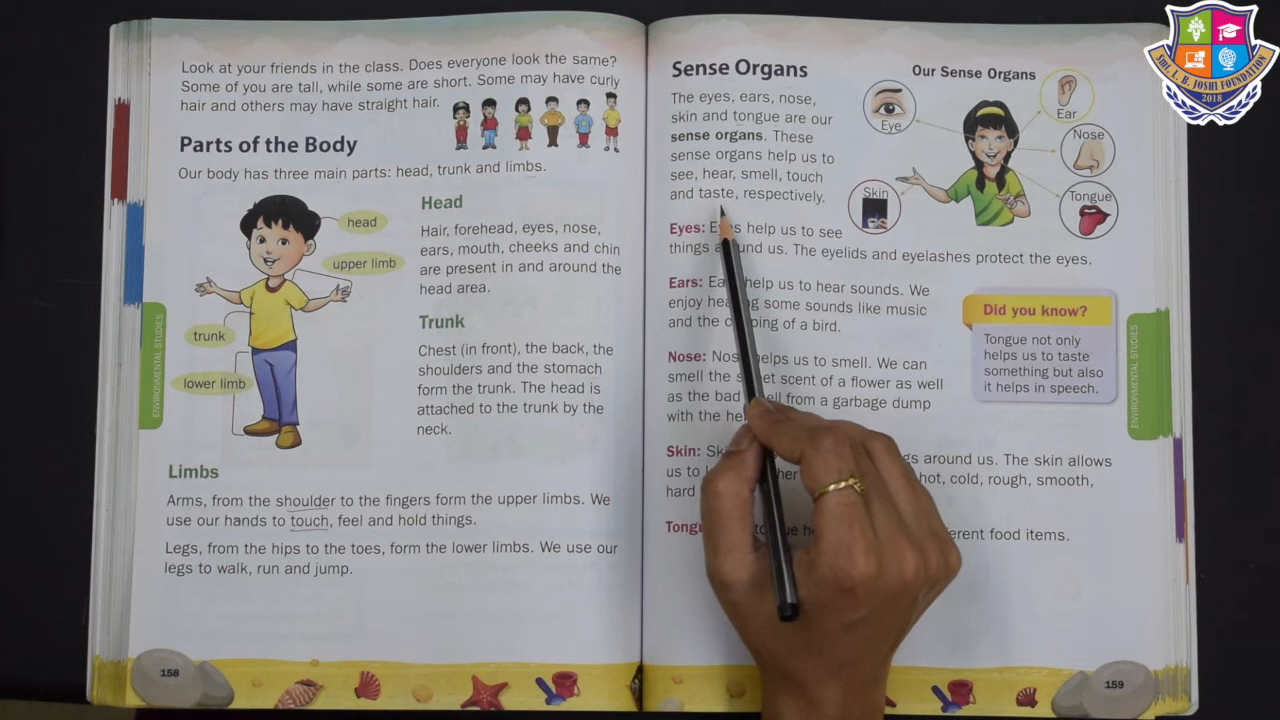 Look at your friends in the class. Does everyone look the same?
Some of you are tall, while some are short. Some may have curly
hair and others may have straight hair.
Parts of the Body
Our body has three main parts: head, trunk and limbs.
head
upper limb
trunk
lower limb
Head
Hair, forehead, eyes, nose,
ears, mouth, cheeks and chin
are present in and around the
head area.
Trunk
Chest (in front), the back, the
shoulders and the stomach
form the trunk. The head is
attached to the trunk by the
neck.
Limbs
Arms, from the shoulder to the fingers form the upper limbs. We
use our hands to touch, feel and hold things.
Legs, from the hips to the toes, form the lower limbs. We use our
legs to walk, run and jump.
ENVIRONMENTAL STUDIES
158
Sense Organs
The eyes, ears, nose,
skin and tongue are our
sense organs. These
sense organs help us to
see, hear, smell, touch
and taste, respectively.
Our Sense Organs
Eye
Ear
Nose
Skin
Tongue
Eyes: help us to see
things us. The eyelids and eyelashes protect the eyes.
Ears: help us to hear sounds. We
enjoy some sounds like music
and the of a bird.
Nose: helps us to smell. We can
smell the scent of a flower as well
as the bad from a garbage dump
with the
Skin: around us. The skin allows
us to hot, cold, rough, smooth,
hard
food items.
Did you know?
Tongue not only
helps us to taste
something but also
it helps in speech.
ENVIRONMENTAL STUDIES
159
SMT. I. B. JOSHI FOUNDATION
2018